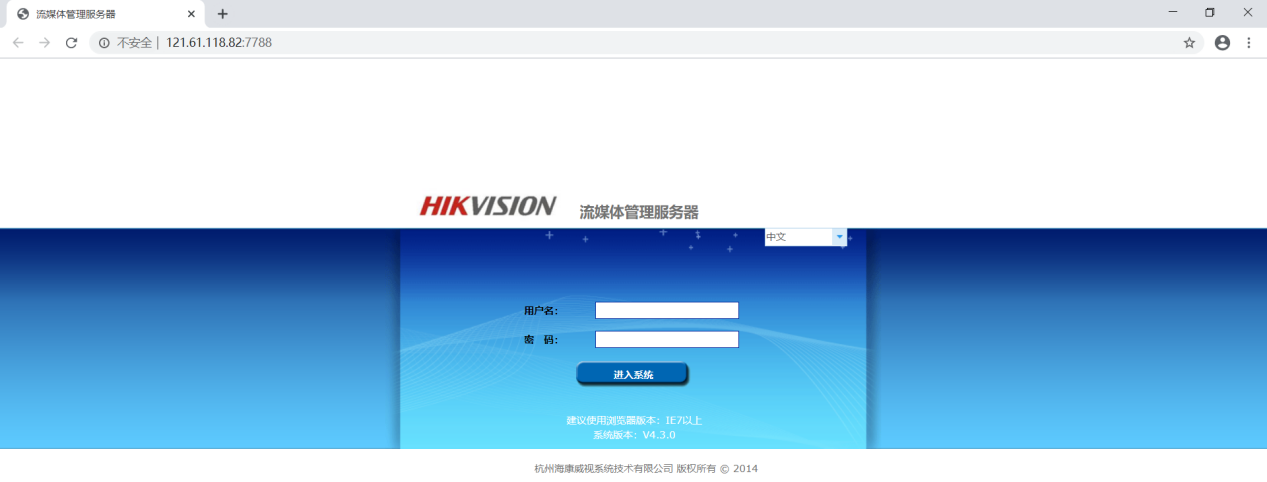 流媒体管理服务器
不安全 | 121.61.118.82:7788
HIKVISION 流媒体管理服务器
中文
用户名：
密 码：
进入系统
建议使用浏览器版本：IE7以上
系统版本：V4.3.0
杭州海康威视系统技术有限公司 版权所有 © 2014